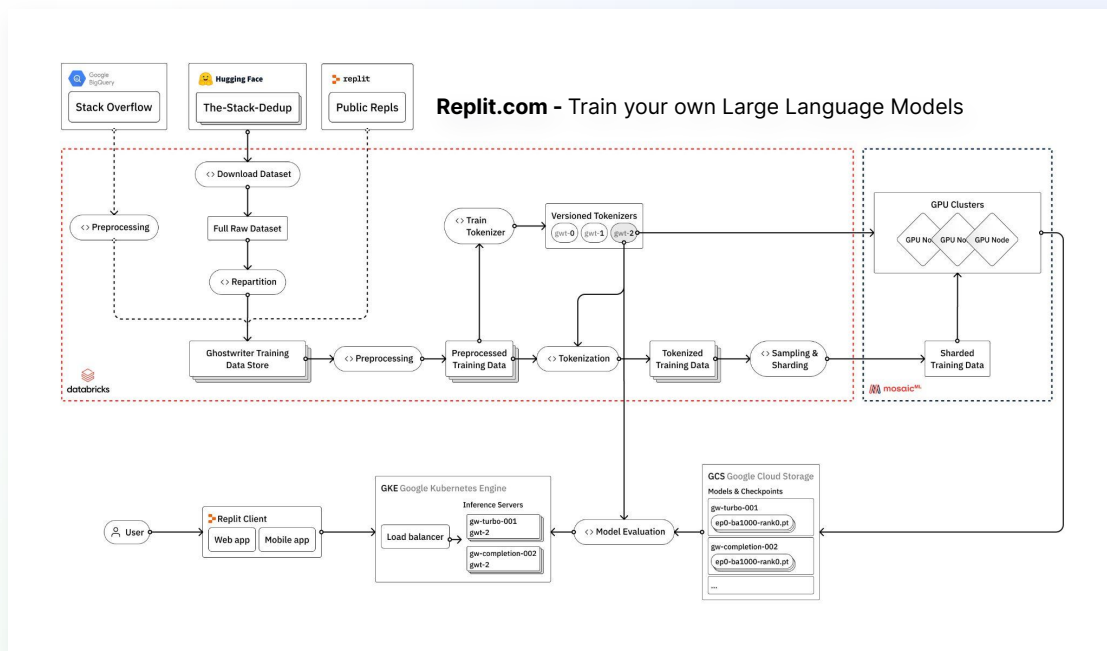 Google
BigQuery
Stack Overflow
Hugging Face
The-Stack-Dedup
replit
Public Repls
Replit.com - Train your own Large Language Models
<> Download Dataset
<> Preprocessing
Full Raw Dataset
<> Repartition
<> Train
Tokenizer
Versioned Tokenizers
gwt-0 gwt-1 gwt-2
GPU Clusters
GPU No GPU No GPU Node
Ghostwriter Training
Data Store
<> Preprocessing
Preprocessed
Training Data
<> Tokenization
Tokenized
Training Data
<> Sampling &
Sharding
Sharded
Training Data
databricks
mosaicML
User
Replit Client
Web app Mobile app
GKE Google Kubernetes Engine
Load balancer
Inference Servers
gw-turbo-001
gwt-2
gw-completion-002
gwt-2
<> Model Evaluation
GCS Google Cloud Storage
Models & Checkpoints
gw-turbo-001
ep0-ba1000-rank0.pt
gw-completion-002
ep0-ba1000-rank0.pt
...